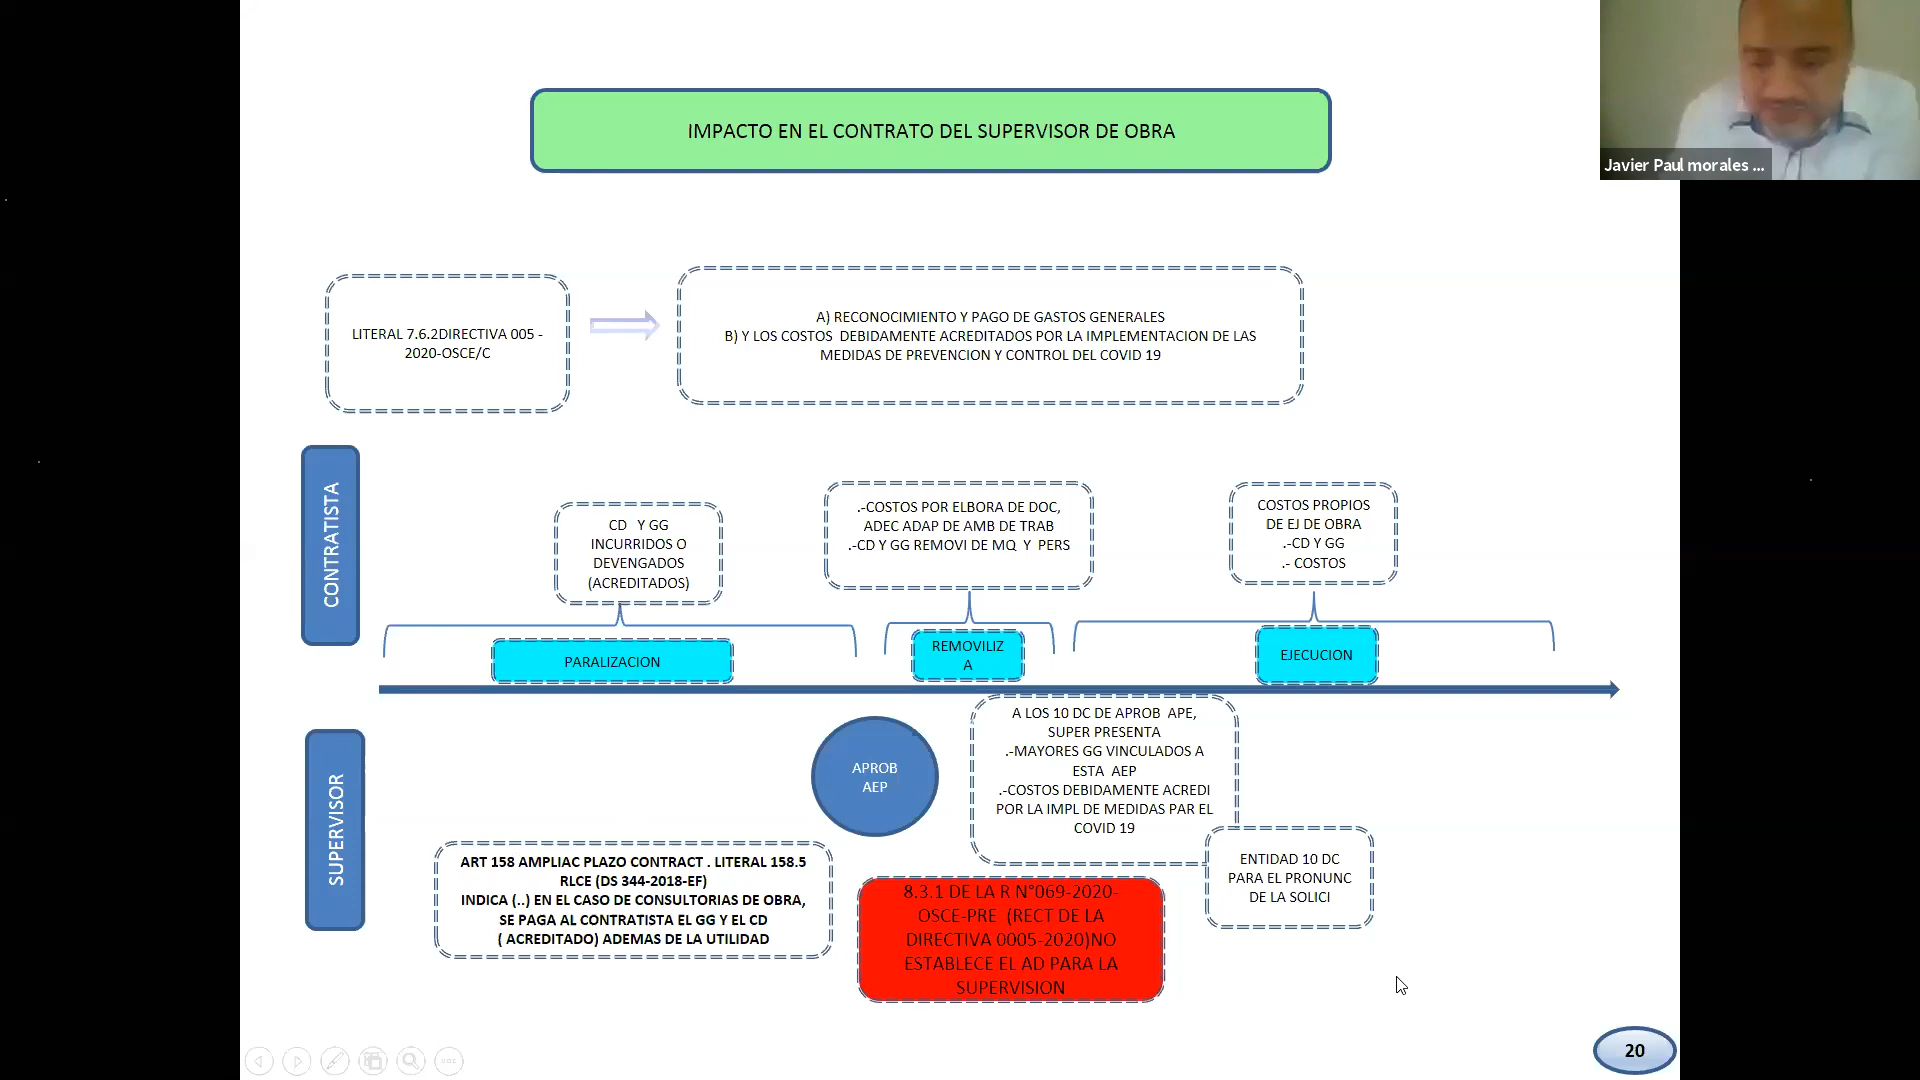 IMPACTO EN EL CONTRATO DEL SUPERVISOR DE OBRA
Javier Paul morales ...
LITERAL 7.6.2DIRECTIVA 005 -
2020-OSCE/C
A) RECONOCIMIENTO Y PAGO DE GASTOS GENERALES
B) Y LOS COSTOS DEBIDAMENTE ACREDITADOS POR LA IMPLEMENTACION DE LAS
MEDIDAS DE PREVENCION Y CONTROL DEL COVID 19
CONTRATISTA
CD Y GG
INCURRIDOS O
DEVENGADOS
(ACREDITADOS)
.-COSTOS POR ELBORA DE DOC,
ADEC ADAP DE AMB DE TRAB
.-CD Y GG REMOVI DE MQ Y PERS
COSTOS PROPIOS
DE EJ DE OBRA
.-CD Y GG
.- COSTOS
PARALIZACION
REMOVILIZ
A
EJECUCION
SUPERVISOR
APROB
AEP
A LOS 10 DC DE APROB APE,
SUPER PRESENTA
.-MAYORES GG VINCULADOS A
ESTA AEP
.-COSTOS DEBIDAMENTE ACREDI
POR LA IMPL DE MEDIDAS PAR EL
COVID 19
ENTIDAD 10 DC
PARA EL PRONUNC
DE LA SOLICI
ART 158 AMPLIAC PLAZO CONTRACT . LITERAL 158.5
RLCE (DS 344-2018-EF)
INDICA (..) EN EL CASO DE CONSULTORIAS DE OBRA,
SE PAGA AL CONTRATISTA EL GG Y EL CD
( ACREDITADO) ADEMAS DE LA UTILIDAD
8.3.1 DE LA R N°069-2020-
OSCE-PRE (RECT DE LA
DIRECTIVA 0005-2020)NO
ESTABLECE EL AD PARA LA
SUPERVISION
20